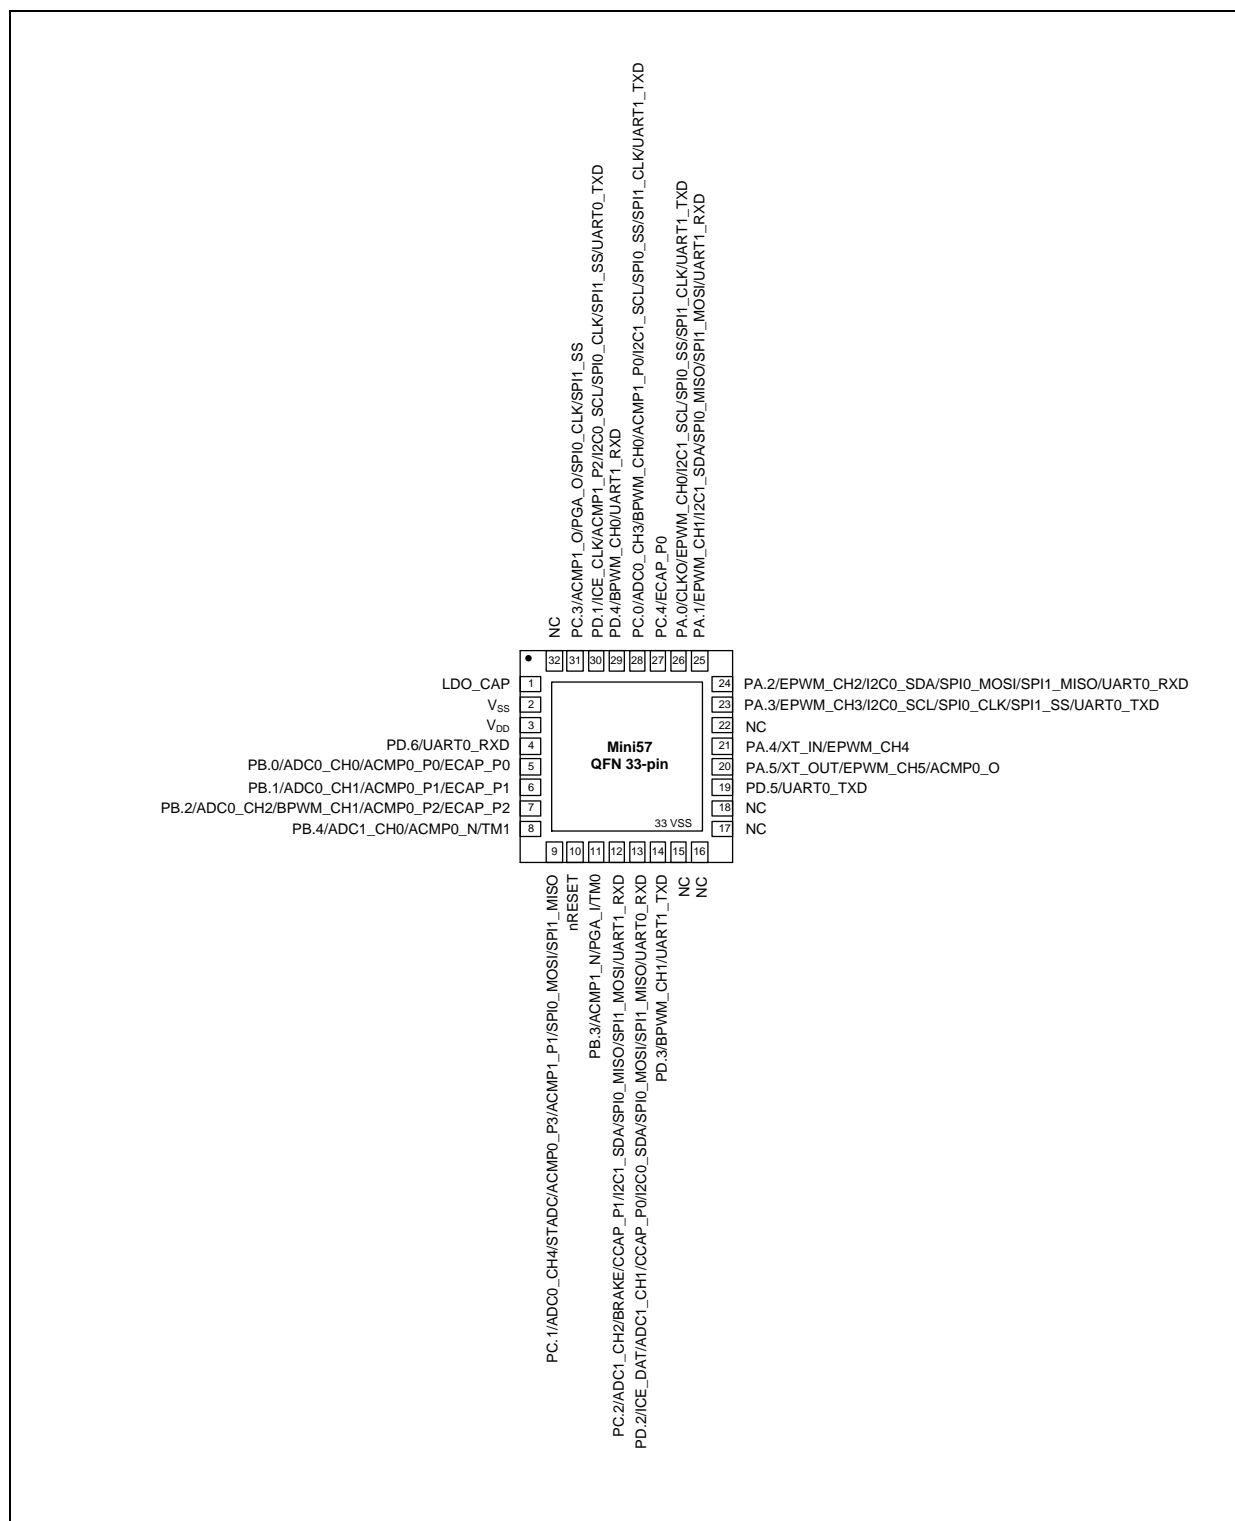 PC.0/ADC0_CH3/BPWM_CH0/ACMP1_P0/I2C1_SCL/SPI0_SS/SPI1_CLK/UART1_TXD
PD.1/ICE_CLK/ACMP1_P2/I2C0_SCL/SPI0_CLK/SPI1_SS/UART0_TXD
PA.0/CLKO/EPWM_CH0/I2C1_SCL/SPI0_SS/SPI1_CLK/UART1_TXD
PA.1/EPWM_CH1/I2C1_SDA/SPI0_MISO/SPI1_MOSI/UART1_RXD
PC.3/ACMP1_O/PGA_O/SPI0_CLK/SPI1_SS
PD.4/BPWM_CH0/UART1_RXD
PC.4/ECAP_P0
NC
32 31 30 29 28 27 26 25
LDO_CAP 1
VSS 2
VDD 3
PD.6/UART0_RXD 4
PB.0/ADC0_CH0/ACMP0_P0/ECAP_P0 5
PB.1/ADC0_CH1/ACMP0_P1/ECAP_P1 6
PB.2/ADC0_CH2/BPWM_CH1/ACMP0_P2/ECAP_P2 7
PB.4/ADC1_CH0/ACMP0_N/TM1 8
Mini57
QFN 33-pin
33 VSS
24 PA.2/EPWM_CH2/I2C0_SDA/SPI0_MOSI/SPI1_MISO/UART0_RXD
23 PA.3/EPWM_CH3/I2C0_SCL/SPI0_CLK/SPI1_SS/UART0_TXD
22 NC
21 PA.4/XT_IN/EPWM_CH4
20 PA.5/XT_OUT/EPWM_CH5/ACMP0_O
19 PD.5/UART0_TXD
18 NC
17 NC
9 10 11 12 13 14 15 16
PC.1/ADC0_CH4/STADC/ACMP0_P3/ACMP1_P1/SPI0_MOSI/SPI1_MISO
nRESET
PB.3/ACMP1_N/PGA_I/TM0
PC.2/ADC1_CH2/BRAKE/CCAP_P1/I2C1_SDA/SPI0_MISO/SPI1_MOSI/UART1_RXD
PD.2/ICE_DAT/ADC1_CH1/CCAP_P0/I2C0_SDA/SPI0_MOSI/SPI1_MISO/UART0_RXD
PD.3/BPWM_CH1/UART1_TXD
NC
NC